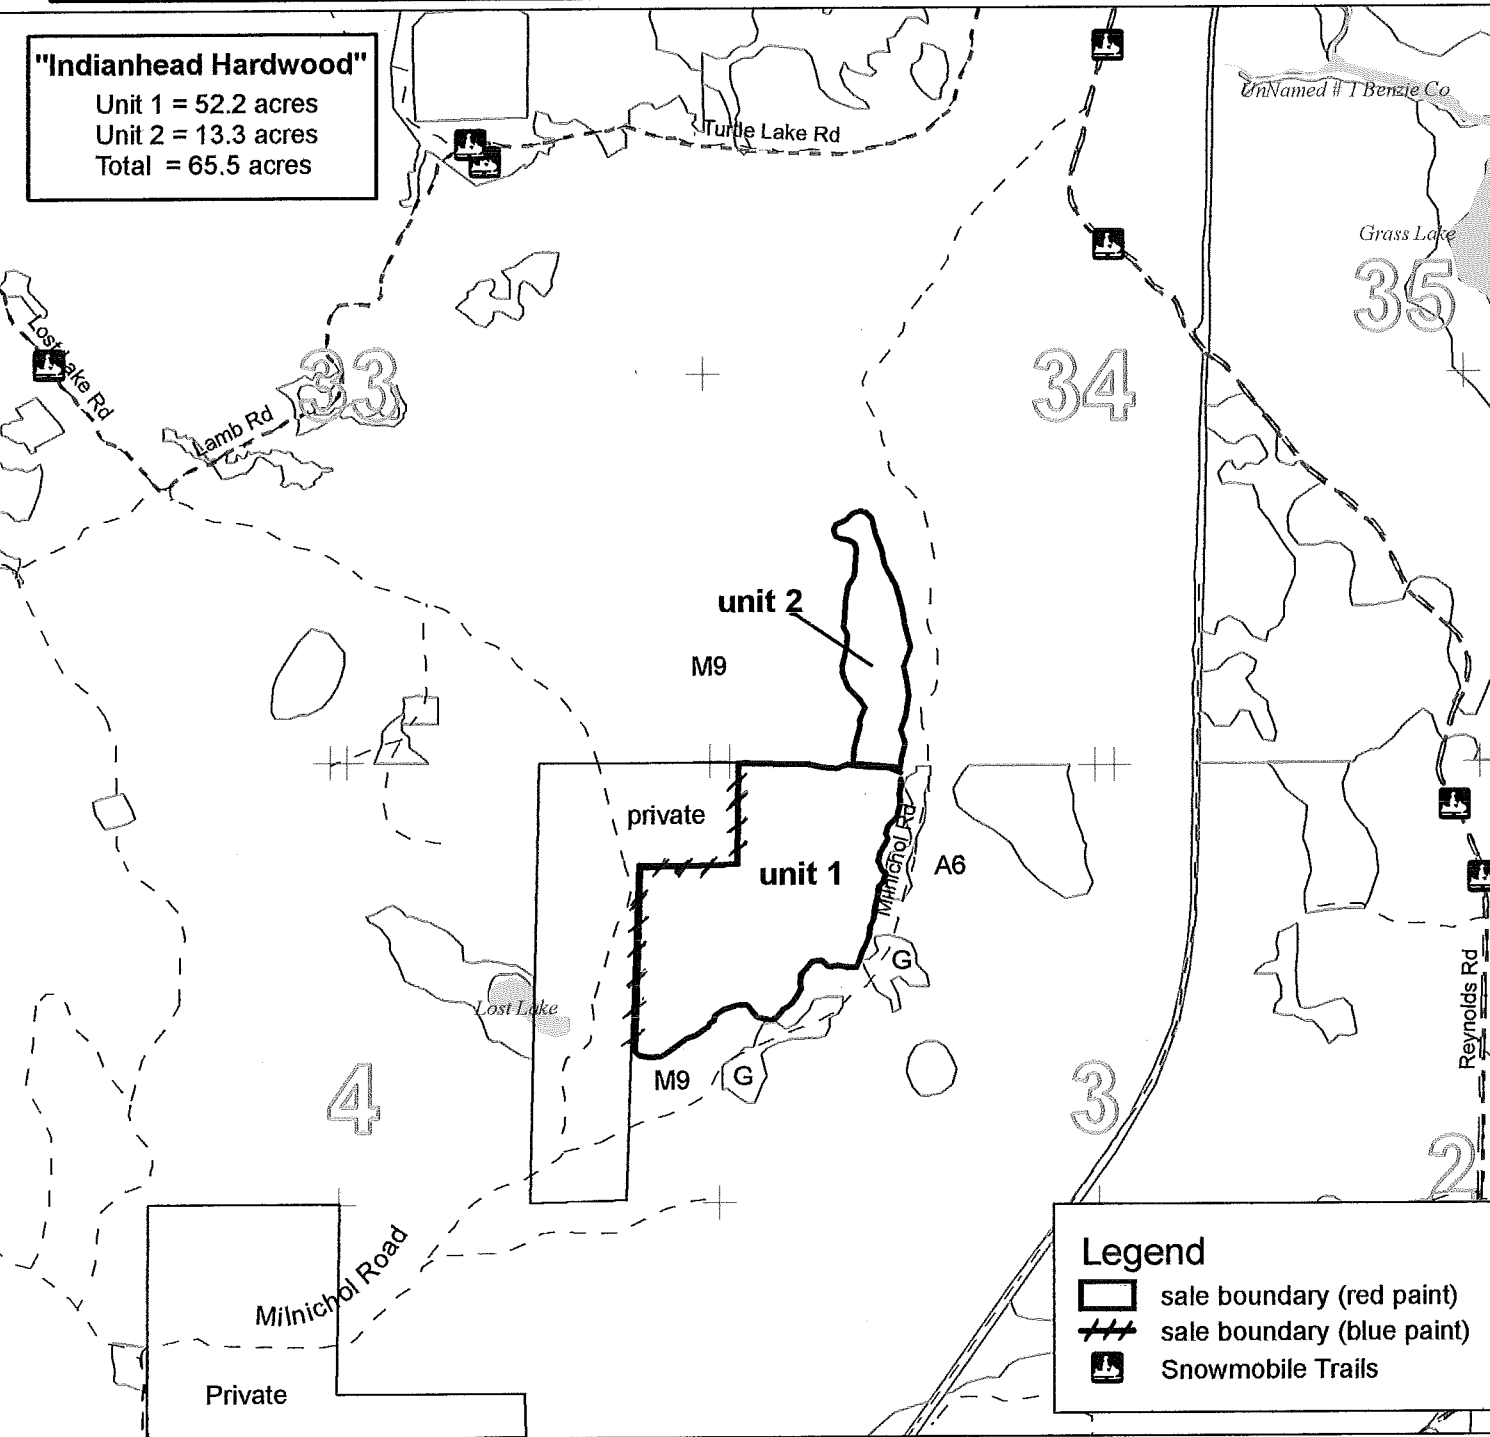 "Indianhead Hardwood"
Unit 1 = 52.2 acres
Unit 2 = 13.3 acres
Total = 65.5 acres
UnNamed # 1 Benzie Co
Turtle Lake Rd
Grass Lake
35
Lost Lake Rd
33
34
Lamb Rd
unit 2
M9
private
Milnichol Rd
unit 1
A6
G
Lost Lake
Reynolds Rd
M9
G
4
3
2
Milnichol Road
Private
Legend
sale boundary (red paint)
sale boundary (blue paint)
Snowmobile Trails